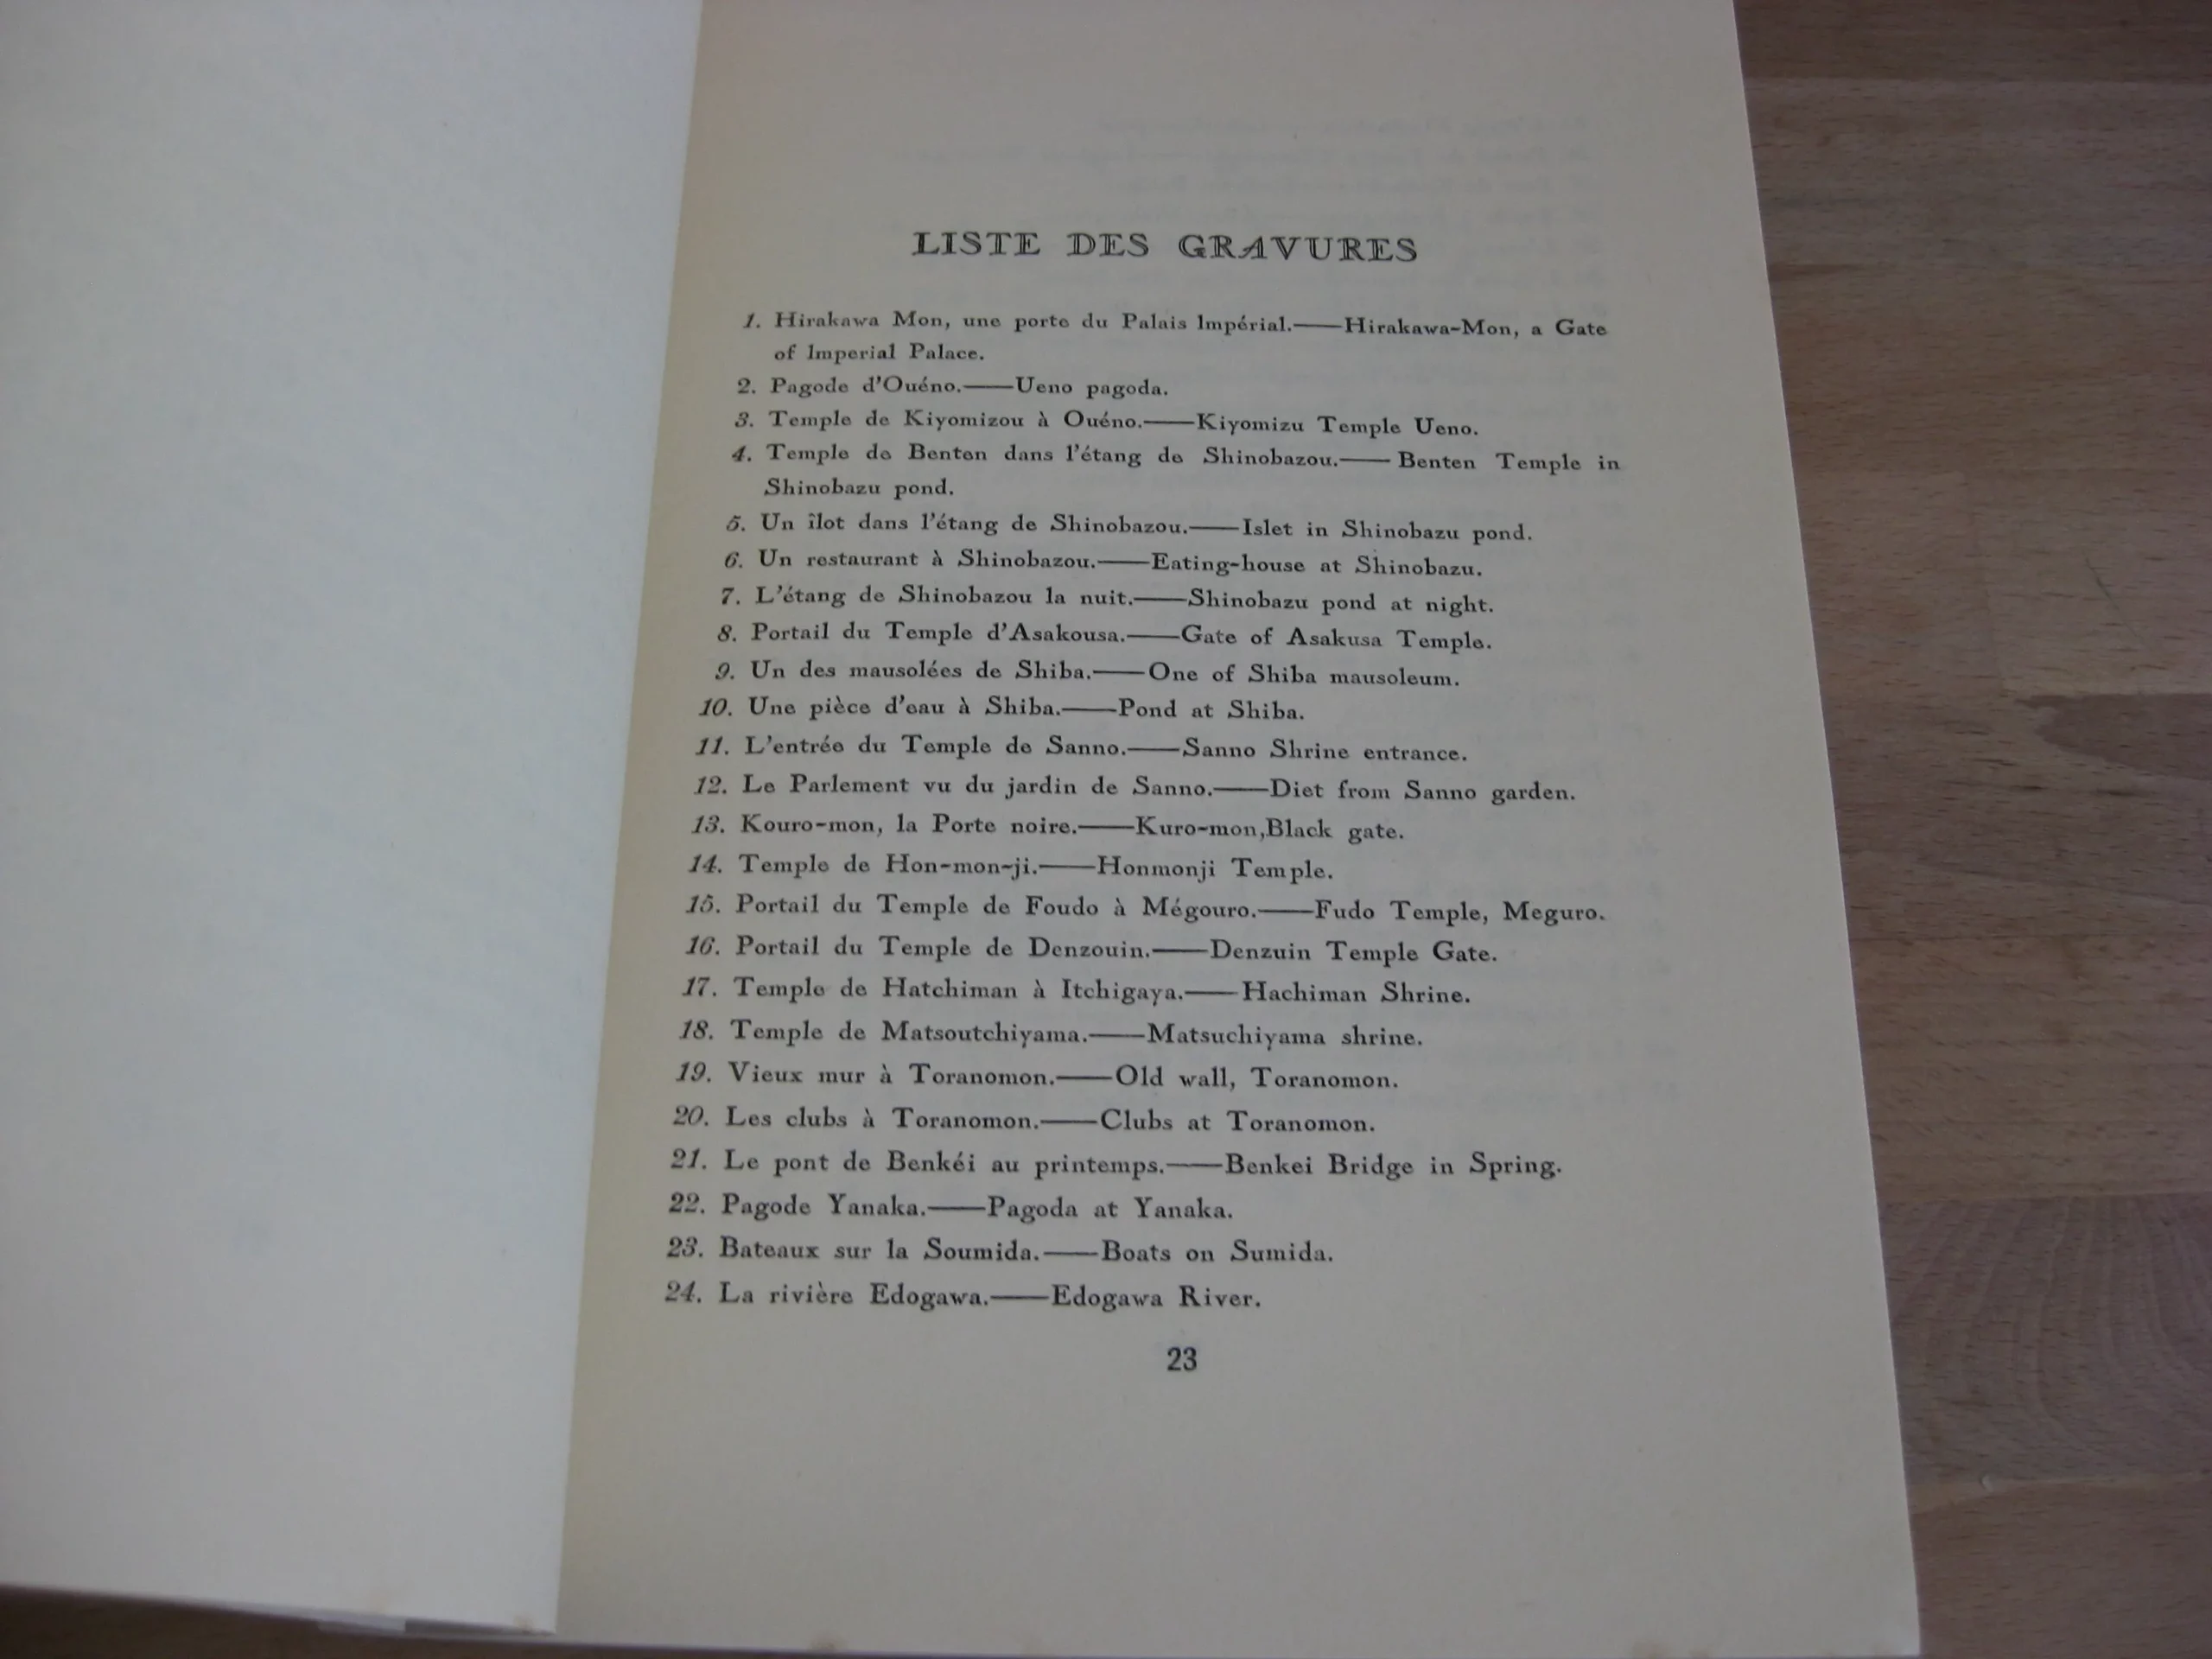 LISTE DES GRAVURES
1. Hirakawa Mon, une porte du Palais Impérial.——Hirakawa-Mon, a Gate
of Imperial Palace.
2. Pagode d'Ouéno.——Ueno pagoda.
3. Temple de Kiyomizou à Ouéno.——Kiyomizu Temple Ueno.
4. Temple de Benten dans l'étang de Shinobazou.——Benten Temple in
Shinobazu pond.
5. Un îlot dans l'étang de Shinobazou.——Islet in Shinobazu pond.
6. Un restaurant à Shinobazou.——Eating-house at Shinobazu.
7. L'étang de Shinobazou la nuit.——Shinobazu pond at night.
8. Portail du Temple d'Asakousa.——Gate of Asakusa Temple.
9. Un des mausolées de Shiba.——One of Shiba mausoleum.
10. Une pièce d'eau à Shiba.——Pond at Shiba.
11. L'entrée du Temple de Sanno.——Sanno Shrine entrance.
12. Le Parlement vu du jardin de Sanno.——Diet from Sanno garden.
13. Kouro-mon, la Porte noire.——Kuro-mon,Black gate.
14. Temple de Hon-mon-ji.——Honmonji Temple.
15. Portail du Temple de Foudo à Mégouro.——Fudo Temple, Meguro.
16. Portail du Temple de Denzouin.——Denzuin Temple Gate.
17. Temple de Hatchiman à Itchigaya.——Hachiman Shrine.
18. Temple de Matsoutchiyama.——Matsuchiyama shrine.
19. Vieux mur à Toranomon.——Old wall, Toranomon.
20. Les clubs à Toranomon.——Clubs at Toranomon.
21. Le pont de Benkéi au printemps.——Benkei Bridge in Spring.
22. Pagode Yanaka.——Pagoda at Yanaka.
23. Bateaux sur la Soumida.——Boats on Sumida.
24. La rivière Edogawa.——Edogawa River.
23